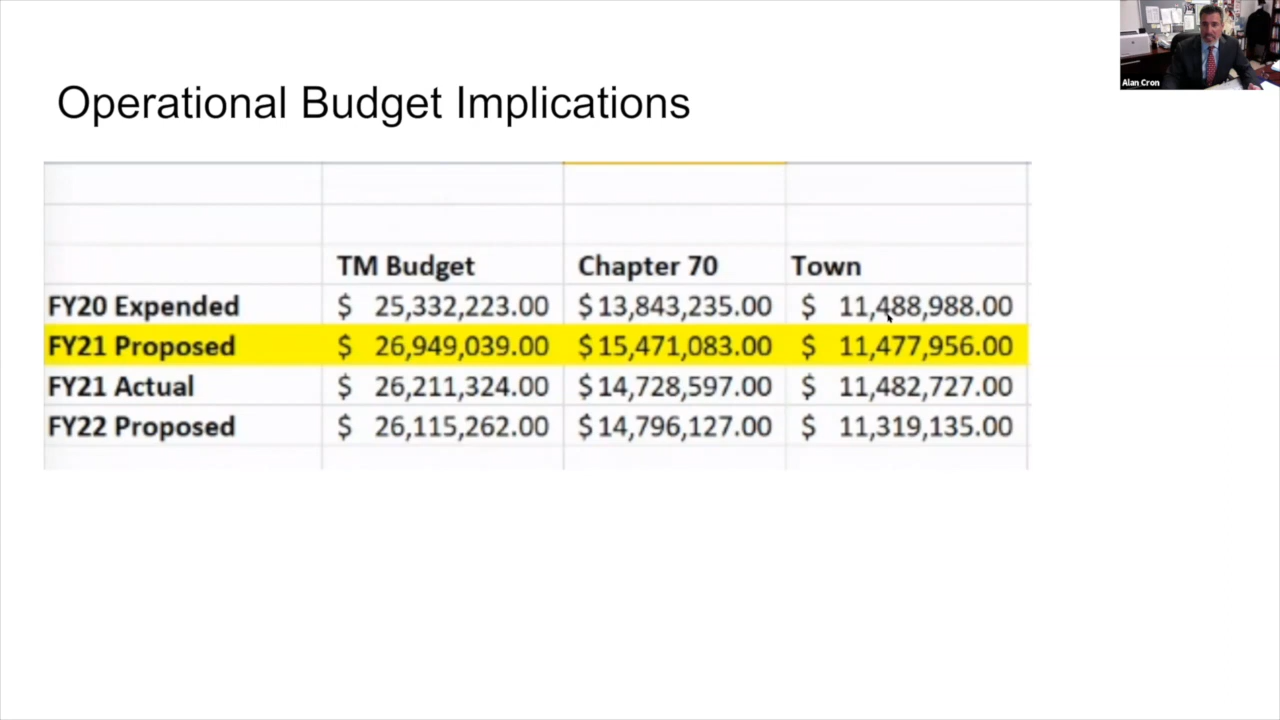 Alan Cron
Operational Budget Implications
TM Budget Chapter 70 Town
FY20 Expended $ 25,332,223.00 $ 13,843,235.00 $ 11,488,988.00
FY21 Proposed $ 26,949,039.00 $ 15,471,083.00 $ 11,477,956.00
FY21 Actual $ 26,211,324.00 $ 14,728,597.00 $ 11,482,727.00
FY22 Proposed $ 26,115,262.00 $ 14,796,127.00 $ 11,319,135.00